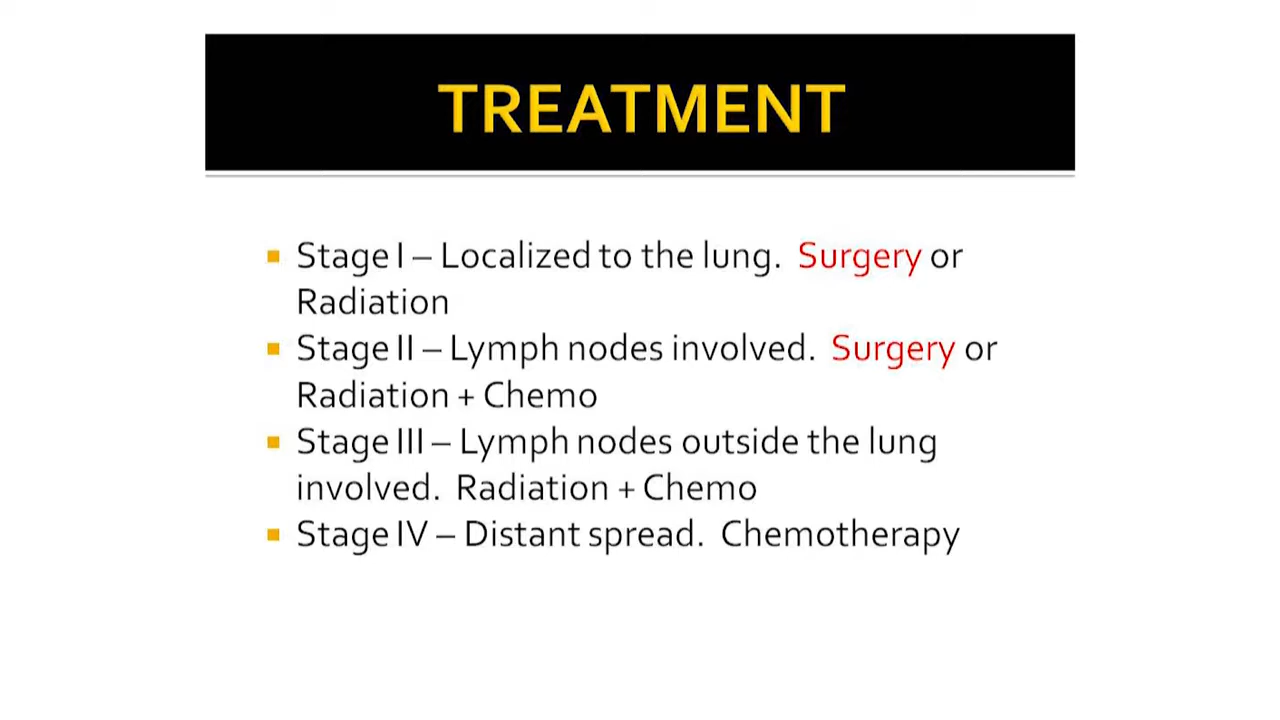 TREATMENT
Stage I – Localized to the lung. Surgery or
Radiation
Stage II – Lymph nodes involved. Surgery or
Radiation + Chemo
Stage III – Lymph nodes outside the lung
involved. Radiation + Chemo
Stage IV – Distant spread. Chemotherapy